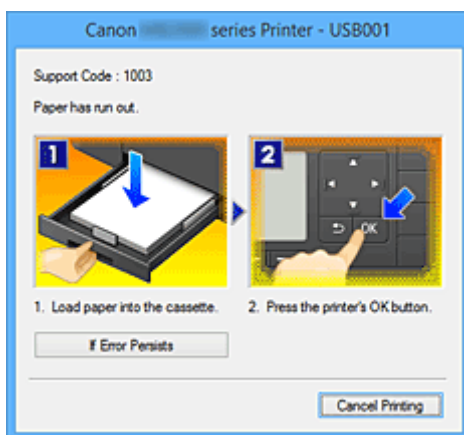 Canon series Printer - USB001
Support Code : 1003
Paper has run out.
1
2
OK
1. Load paper into the cassette.
2. Press the printer's OK button.
If Error Persists
Cancel Printing